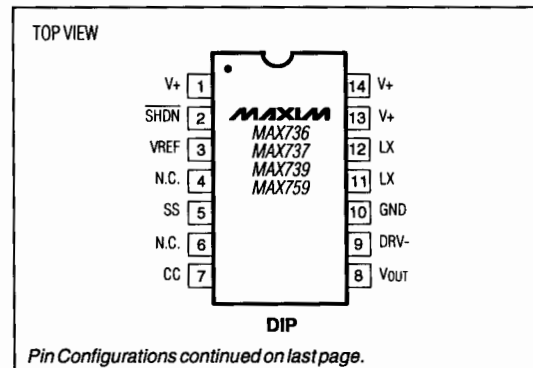 TOP VIEW
V+ 1 14 V+
SHDN 2 MAXIM 13 V+
MAX736
VREF 3 MAX737 12 LX
MAX739
N.C. 4 MAX759 11 LX
SS 5 10 GND
N.C. 6 9 DRV-
CC 7 8 VOUT
DIP
Pin Configurations continued on last page.